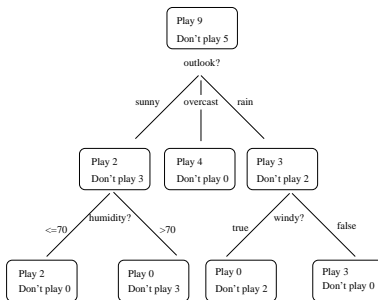 Play 9
Don't play 5
outlook?
sunny
overcast
rain
Play 2
Don't play 3
Play 4
Don't play 0
Play 3
Don't play 2
humidity?
windy?
<=70
>70
true
false
Play 2
Don't play 0
Play 0
Don't play 3
Play 0
Don't play 2
Play 3
Don't play 0